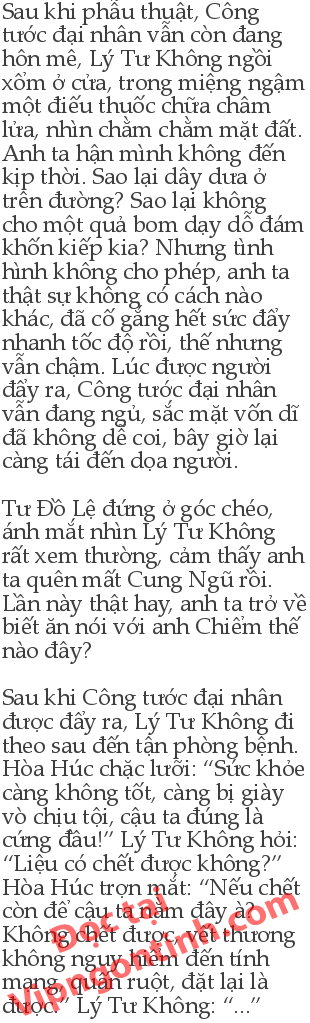 Sau khi phẫu thuật, Công
tước đại nhân vẫn còn đang
hôn mê, Lý Tư Không ngồi
xổm ở cửa, trong miệng ngậm
một điếu thuốc chữa châm
lửa, nhìn chằm chằm mặt đất.
Anh ta hận mình không đến
kịp thời. Sao lại dây dưa ở
trên đường? Sao lại không
cho một quả bom dạy dỗ đám
khốn kiếp kia? Nhưng tình
hình không cho phép, anh ta
thật sự không có cách nào
khác, đã cố gắng hết sức đẩy
nhanh tốc độ rồi, thế nhưng
vẫn chậm. Lúc được người
đẩy ra, Công tước đại nhân
vẫn đang ngủ, sắc mặt vốn dĩ
đã không dễ coi, bây giờ lại
càng tái đến dọa người.

Tư Đồ Lệ đứng ở góc chéo,
ánh mắt nhìn Lý Tư Không
rất xem thường, cảm thấy anh
ta quên mất Cung Ngũ rồi.
Lần này thật hay, anh ta trở về
biết ăn nói với anh Chiểm thế
nào đây?

Sau khi Công tước đại nhân
được đẩy ra, Lý Tư Không đi
theo sau đến tận phòng bệnh.
Hòa Húc chặc lưỡi: “Sức khỏe
càng không tốt, càng bị giày
vò chịu tội, cậu ta đúng là
cứng đầu!” Lý Tư Không hỏi:
“Liệu có chết được không?”
Hòa Húc trợn mắt: “Nếu chết
còn để cậu ta nằm đây à?
Không chết được, vết thương
không nguy hiểm đến tính
mạng, quấn ruột, đặt lại là
được.” Lý Tư Không: “...”
Đọc tại
Vipngontinh.com